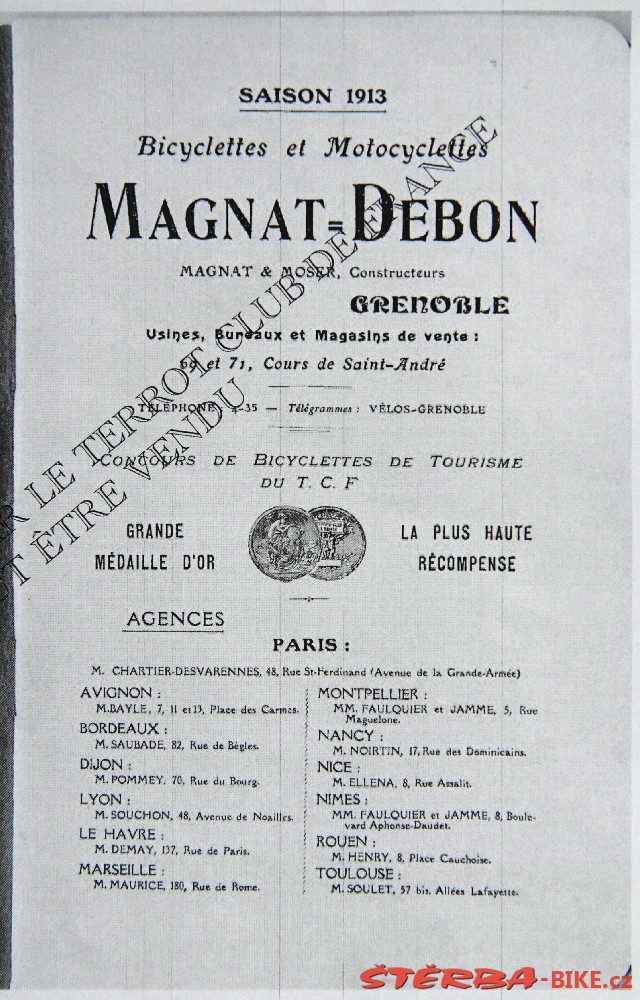 SAISON 1913
Bicyclettes et Motocyclettes
MAGNAT=DEBON
MAGNAT & MOSER, Constructeurs
GRENOBLE
Usines, Bureaux et Magasins de vente :
69 et 71, Cours de Saint-André
TÉLÉPHONE: -35 — Télégrammes : VÉLOS-GRENOBLE
CONCOURS DE BICYCLETTES DE TOURISME
DU T. C. F
GRANDE
MÉDAILLE D'OR
LA PLUS HAUTE
RÉCOMPENSE
AGENCES
PARIS :
M. CHARTIER-DESVARENNES, 48, Rue St-Ferdinand (Avenue de la Grande-Armée)
AVIGNON :
M.BAYLE, 7, 11 et 13, Place des Carmes.
BORDEAUX :
M. SAUBADE, 82, Rue de Bègles.
DIJON :
M. POMMEY, 70, Rue du Bourg.
LYON :
M. SOUCHON, 48, Avenue de Noailles.
LE HAVRE :
M. DEMAY, 137, Rue de Paris.
MARSEILLE :
M. MAURICE, 180, Rue de Rome.
MONTPELLIER :
MM. FAULQUIER et JAMME, 5, Rue
Maguelone.
NANCY :
M. NOIRTIN, 17, Rue des Dominicains.
NICE :
M. ELLENA, 8, Rue Assalit.
NIMES :
MM. FAULQUIER et JAMME, 8, Boule-
vard Aphonse-Daudet.
ROUEN :
M. HENRY, 8, Place Cauchoise.
TOULOUSE :
M. SOULET, 57 bis. Allées Lafayette.
R LE TERROT CLUB DE FRANCE
T ÊTRE VENDU
ŠTĚRBA-BIKE.cz